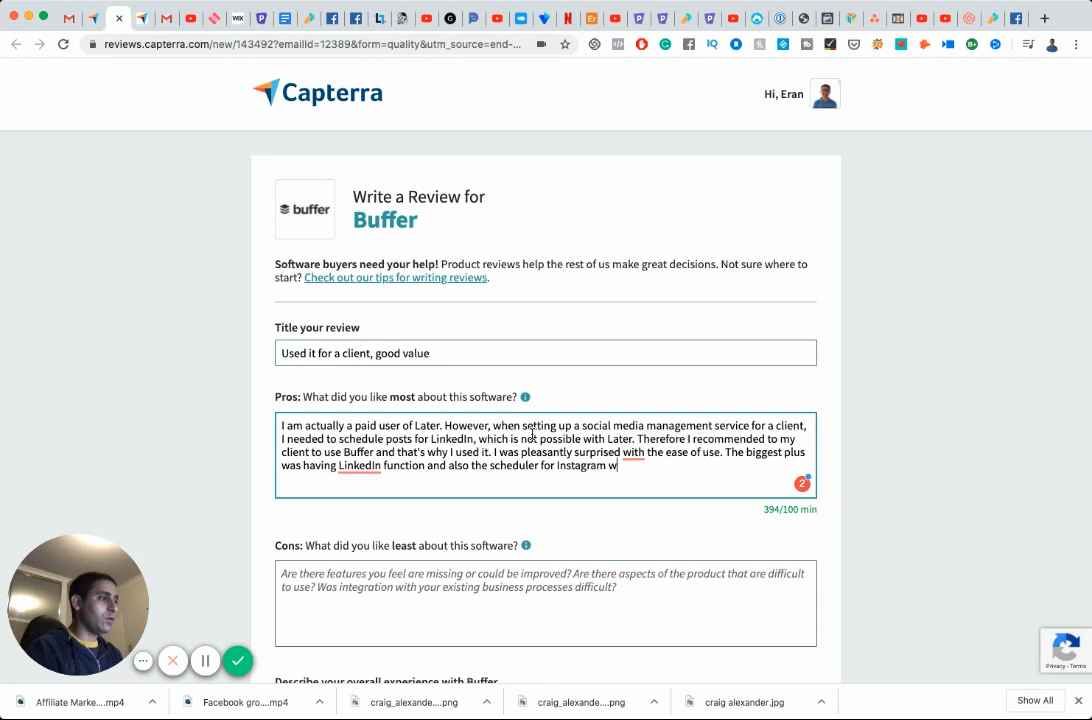 reviews.capterra.com/new/143492?emailId=12389&form=quality&utm_source=end-...
Capterra
Hi, Eran
buffer
Write a Review for
Buffer
Software buyers need your help! Product reviews help the rest of us make great decisions. Not sure where to
start? Check out our tips for writing reviews.
Title your review
Used it for a client, good value
Pros: What did you like most about this software?
I am actually a paid user of Later. However, when setting up a social media management service for a client,
I needed to schedule posts for LinkedIn, which is not possible with Later. Therefore I recommended to my
client to use Buffer and that's why I used it. I was pleasantly surprised with the ease of use. The biggest plus
was having LinkedIn function and also the scheduler for Instagram w
2
394/100 min
Cons: What did you like least about this software?
Are there features you feel are missing or could be improved? Are there aspects of the product that are difficult
to use? Was integration with your existing business processes difficult?
Describe your overall experience with Buffer
Privacy - Terms
Affiliate Marke....mp4
Facebook gro....mp4
craig_alexander....png
craig_alexande....png
craig alexander.jpg
Show All